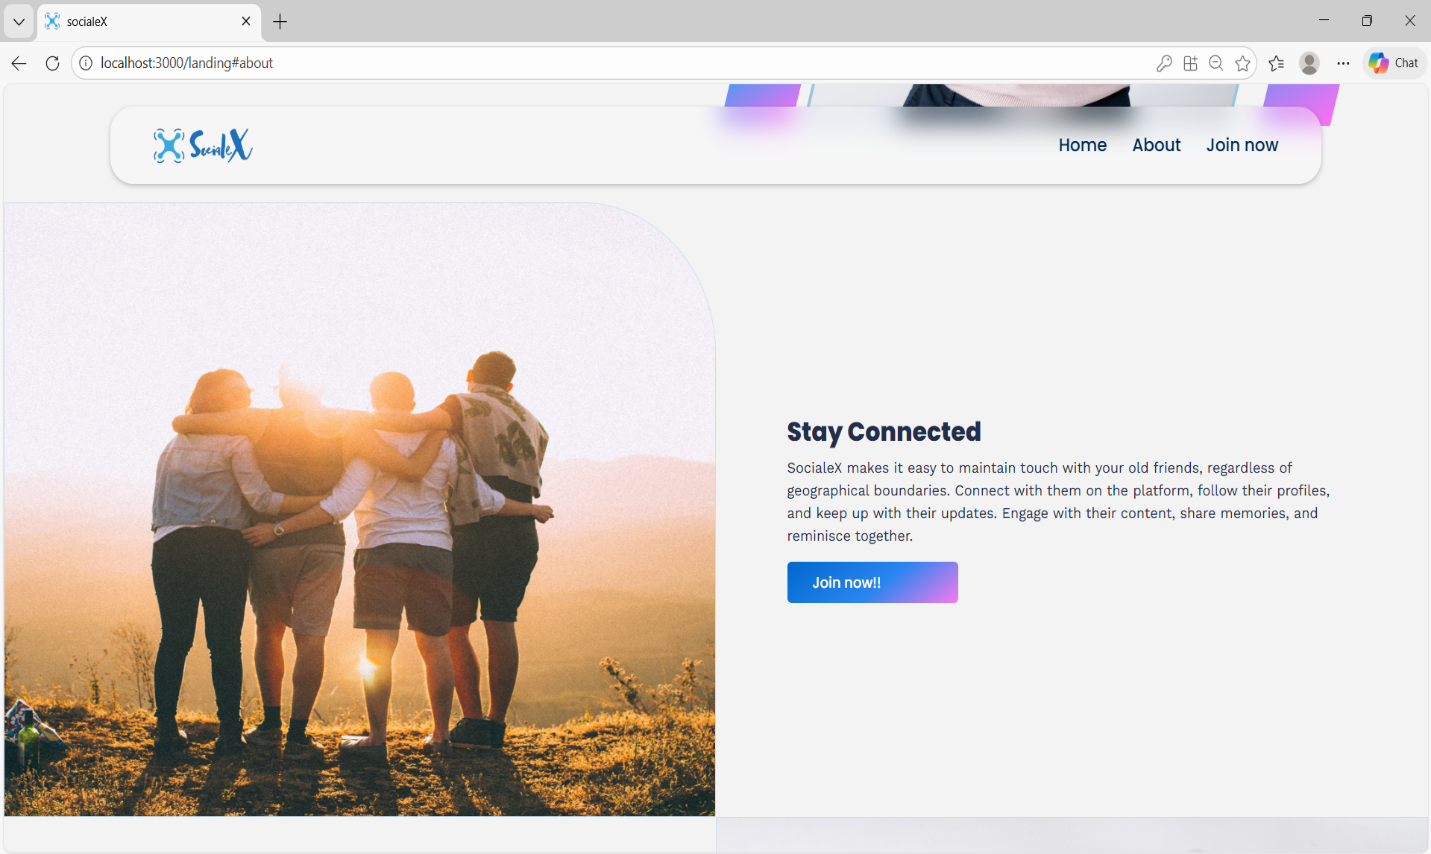 socialeX
localhost:3000/landing#about
Chat
SocialeX
Home About Join now
Stay Connected
SocialeX makes it easy to maintain touch with your old friends, regardless of
geographical boundaries. Connect with them on the platform, follow their profiles,
and keep up with their updates. Engage with their content, share memories, and
reminisce together.
Join now!!